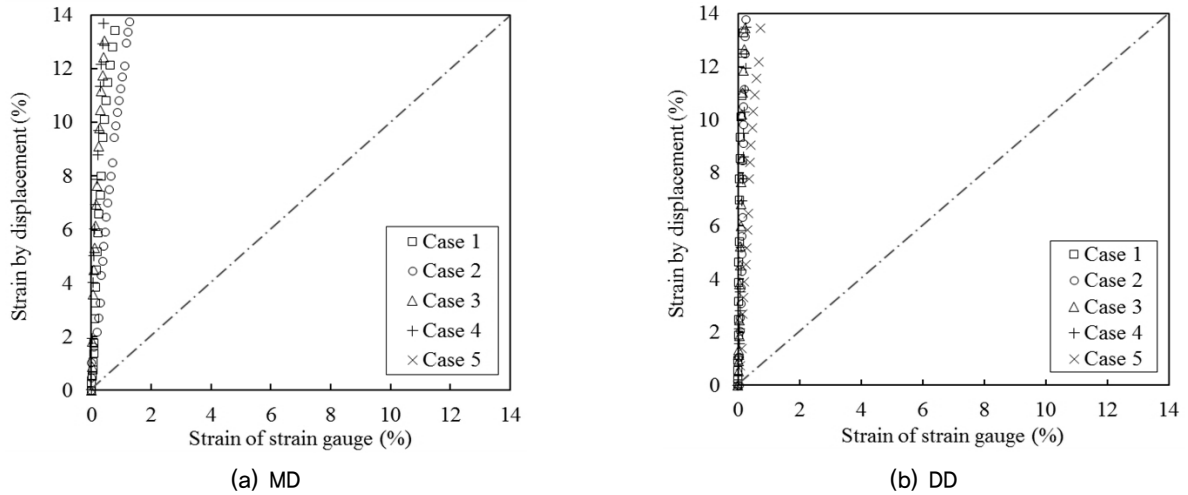 14
12
10
8
6
4
2
0
Strain by displacement (%)
Case 1
Case 2
Case 3
Case 4
Case 5
0 2 4 6 8 10 12 14
Strain of strain gauge (%)
(a) MD
14
12
10
8
6
4
2
0
Strain by displacement (%)
Case 1
Case 2
Case 3
Case 4
Case 5
0 2 4 6 8 10 12 14
Strain of strain gauge (%)
(b) DD